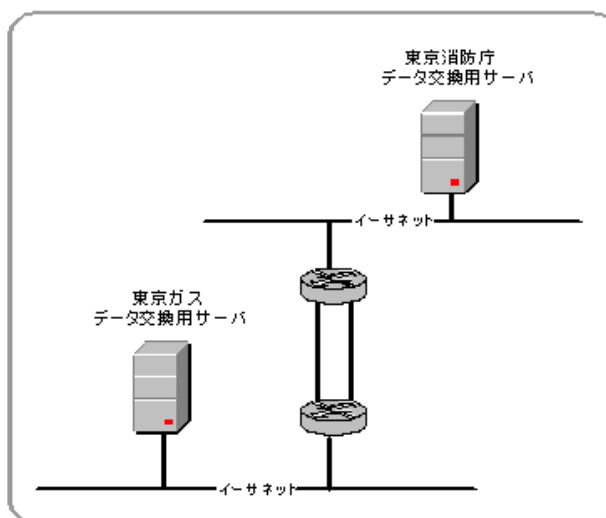 東京消防庁
データ交換用サーバ
イーサネット
東京ガス
データ交換用サーバ
イーサネット